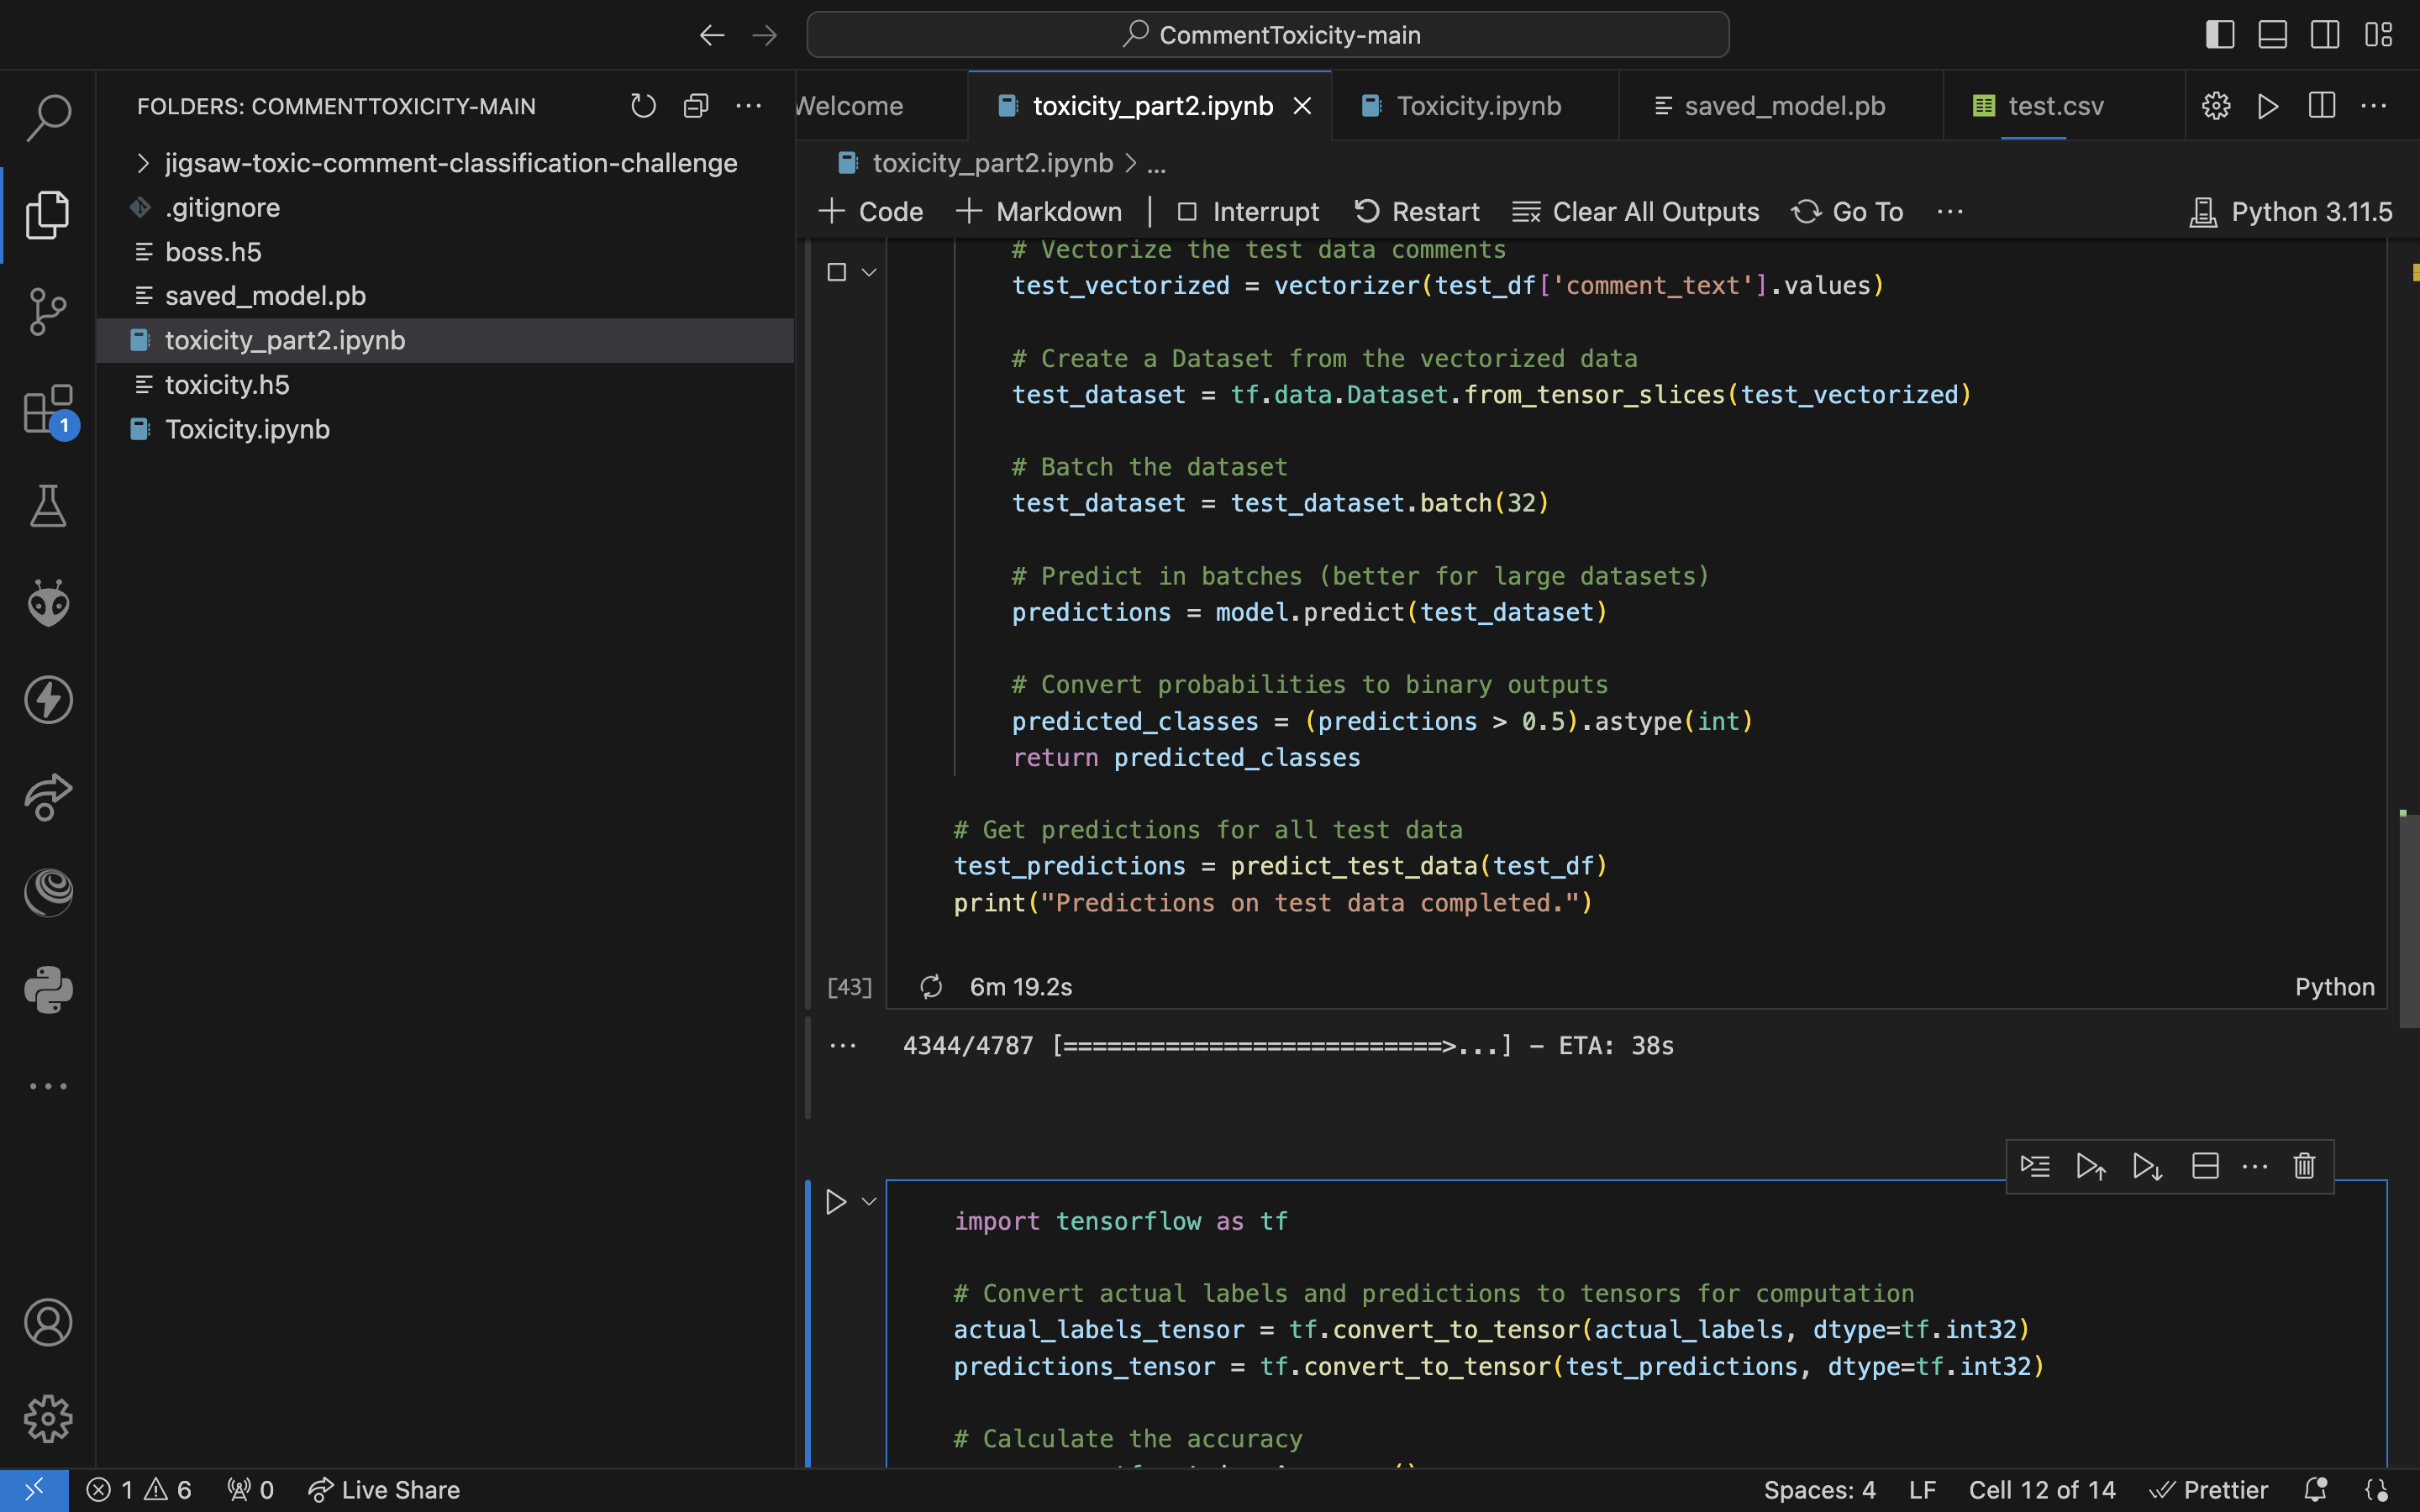 CommentToxicity-main
FOLDERS: COMMENTTOXICITY-MAIN
jigsaw-toxic-comment-classification-challenge
.gitignore
boss.h5
saved_model.pb
toxicity_part2.ipynb
toxicity.h5
Toxicity.ipynb
1
Welcome
toxicity_part2.ipynb
Toxicity.ipynb
saved_model.pb
test.csv
toxicity_part2.ipynb > ...
Code Markdown | Interrupt Restart Clear All Outputs Go To ... Python 3.11.5
# Vectorize the test data comments
test_vectorized = vectorizer(test_df['comment_text'].values)
# Create a Dataset from the vectorized data
test_dataset = tf.data.Dataset.from_tensor_slices(test_vectorized)
# Batch the dataset
test_dataset = test_dataset.batch(32)
# Predict in batches (better for large datasets)
predictions = model.predict(test_dataset)
# Convert probabilities to binary outputs
predicted_classes = (predictions > 0.5).astype(int)
return predicted_classes
# Get predictions for all test data
test_predictions = predict_test_data(test_df)
print("Predictions on test data completed.")
[43] 6m 19.2s Python
4344/4787 [==========================>...] - ETA: 38s
import tensorflow as tf
# Convert actual labels and predictions to tensors for computation
actual_labels_tensor = tf.convert_to_tensor(actual_labels, dtype=tf.int32)
predictions_tensor = tf.convert_to_tensor(test_predictions, dtype=tf.int32)
# Calculate the accuracy
1 6 0 Live Share Spaces: 4 LF Cell 12 of 14 Prettier